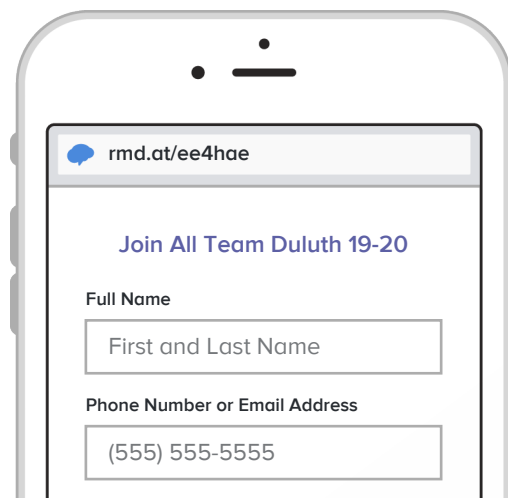 rmd.at/ee4hae
Join All Team Duluth 19-20
Full Name
First and Last Name
Phone Number or Email Address
(555) 555-5555